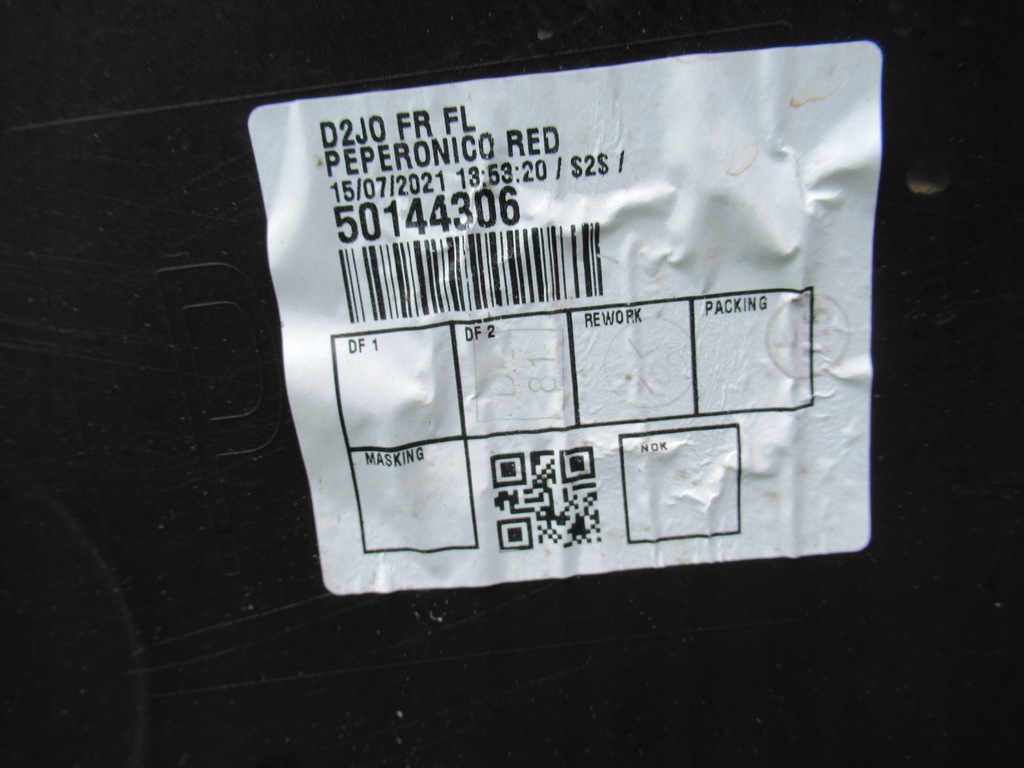 D2JO FR FL
PEPERONICO RED
15/07/2021 13:53:20 / $2$ /
50144306
DF 1
DF 2
REWORK
PACKING
MASKING
NOK